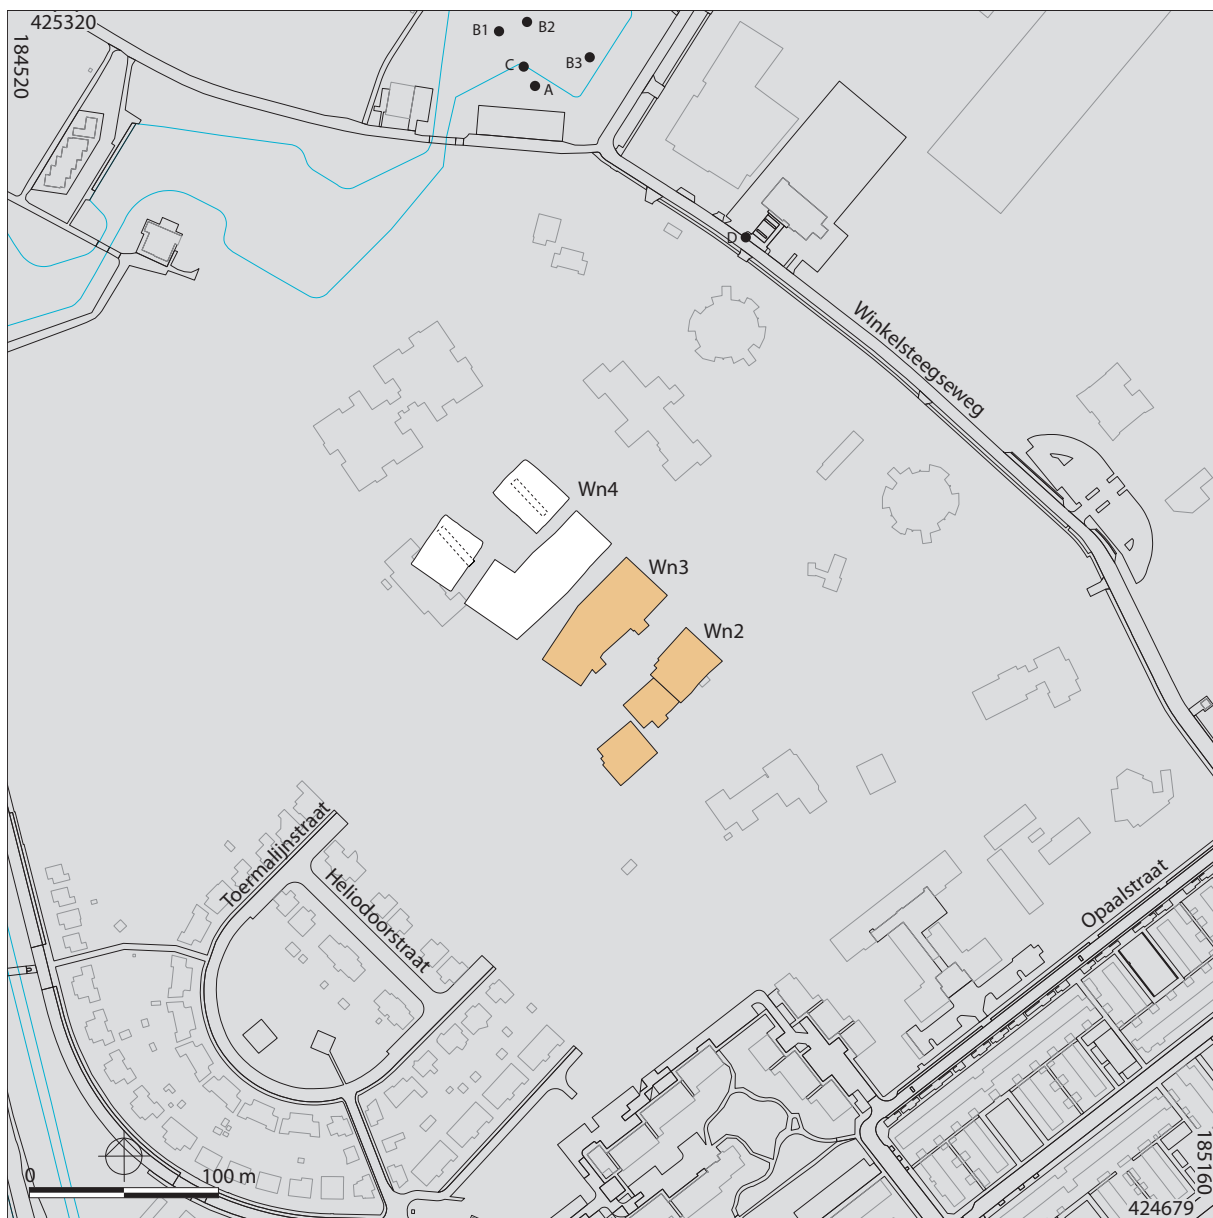 425320
184520
B1
B2
B3
C
A
D
Winkelsteegseweg
Wn4
Wn3
Wn2
Toermalijnstraat
Heliodoorstraat
Opaalstraat
0
100 m
185160
424679